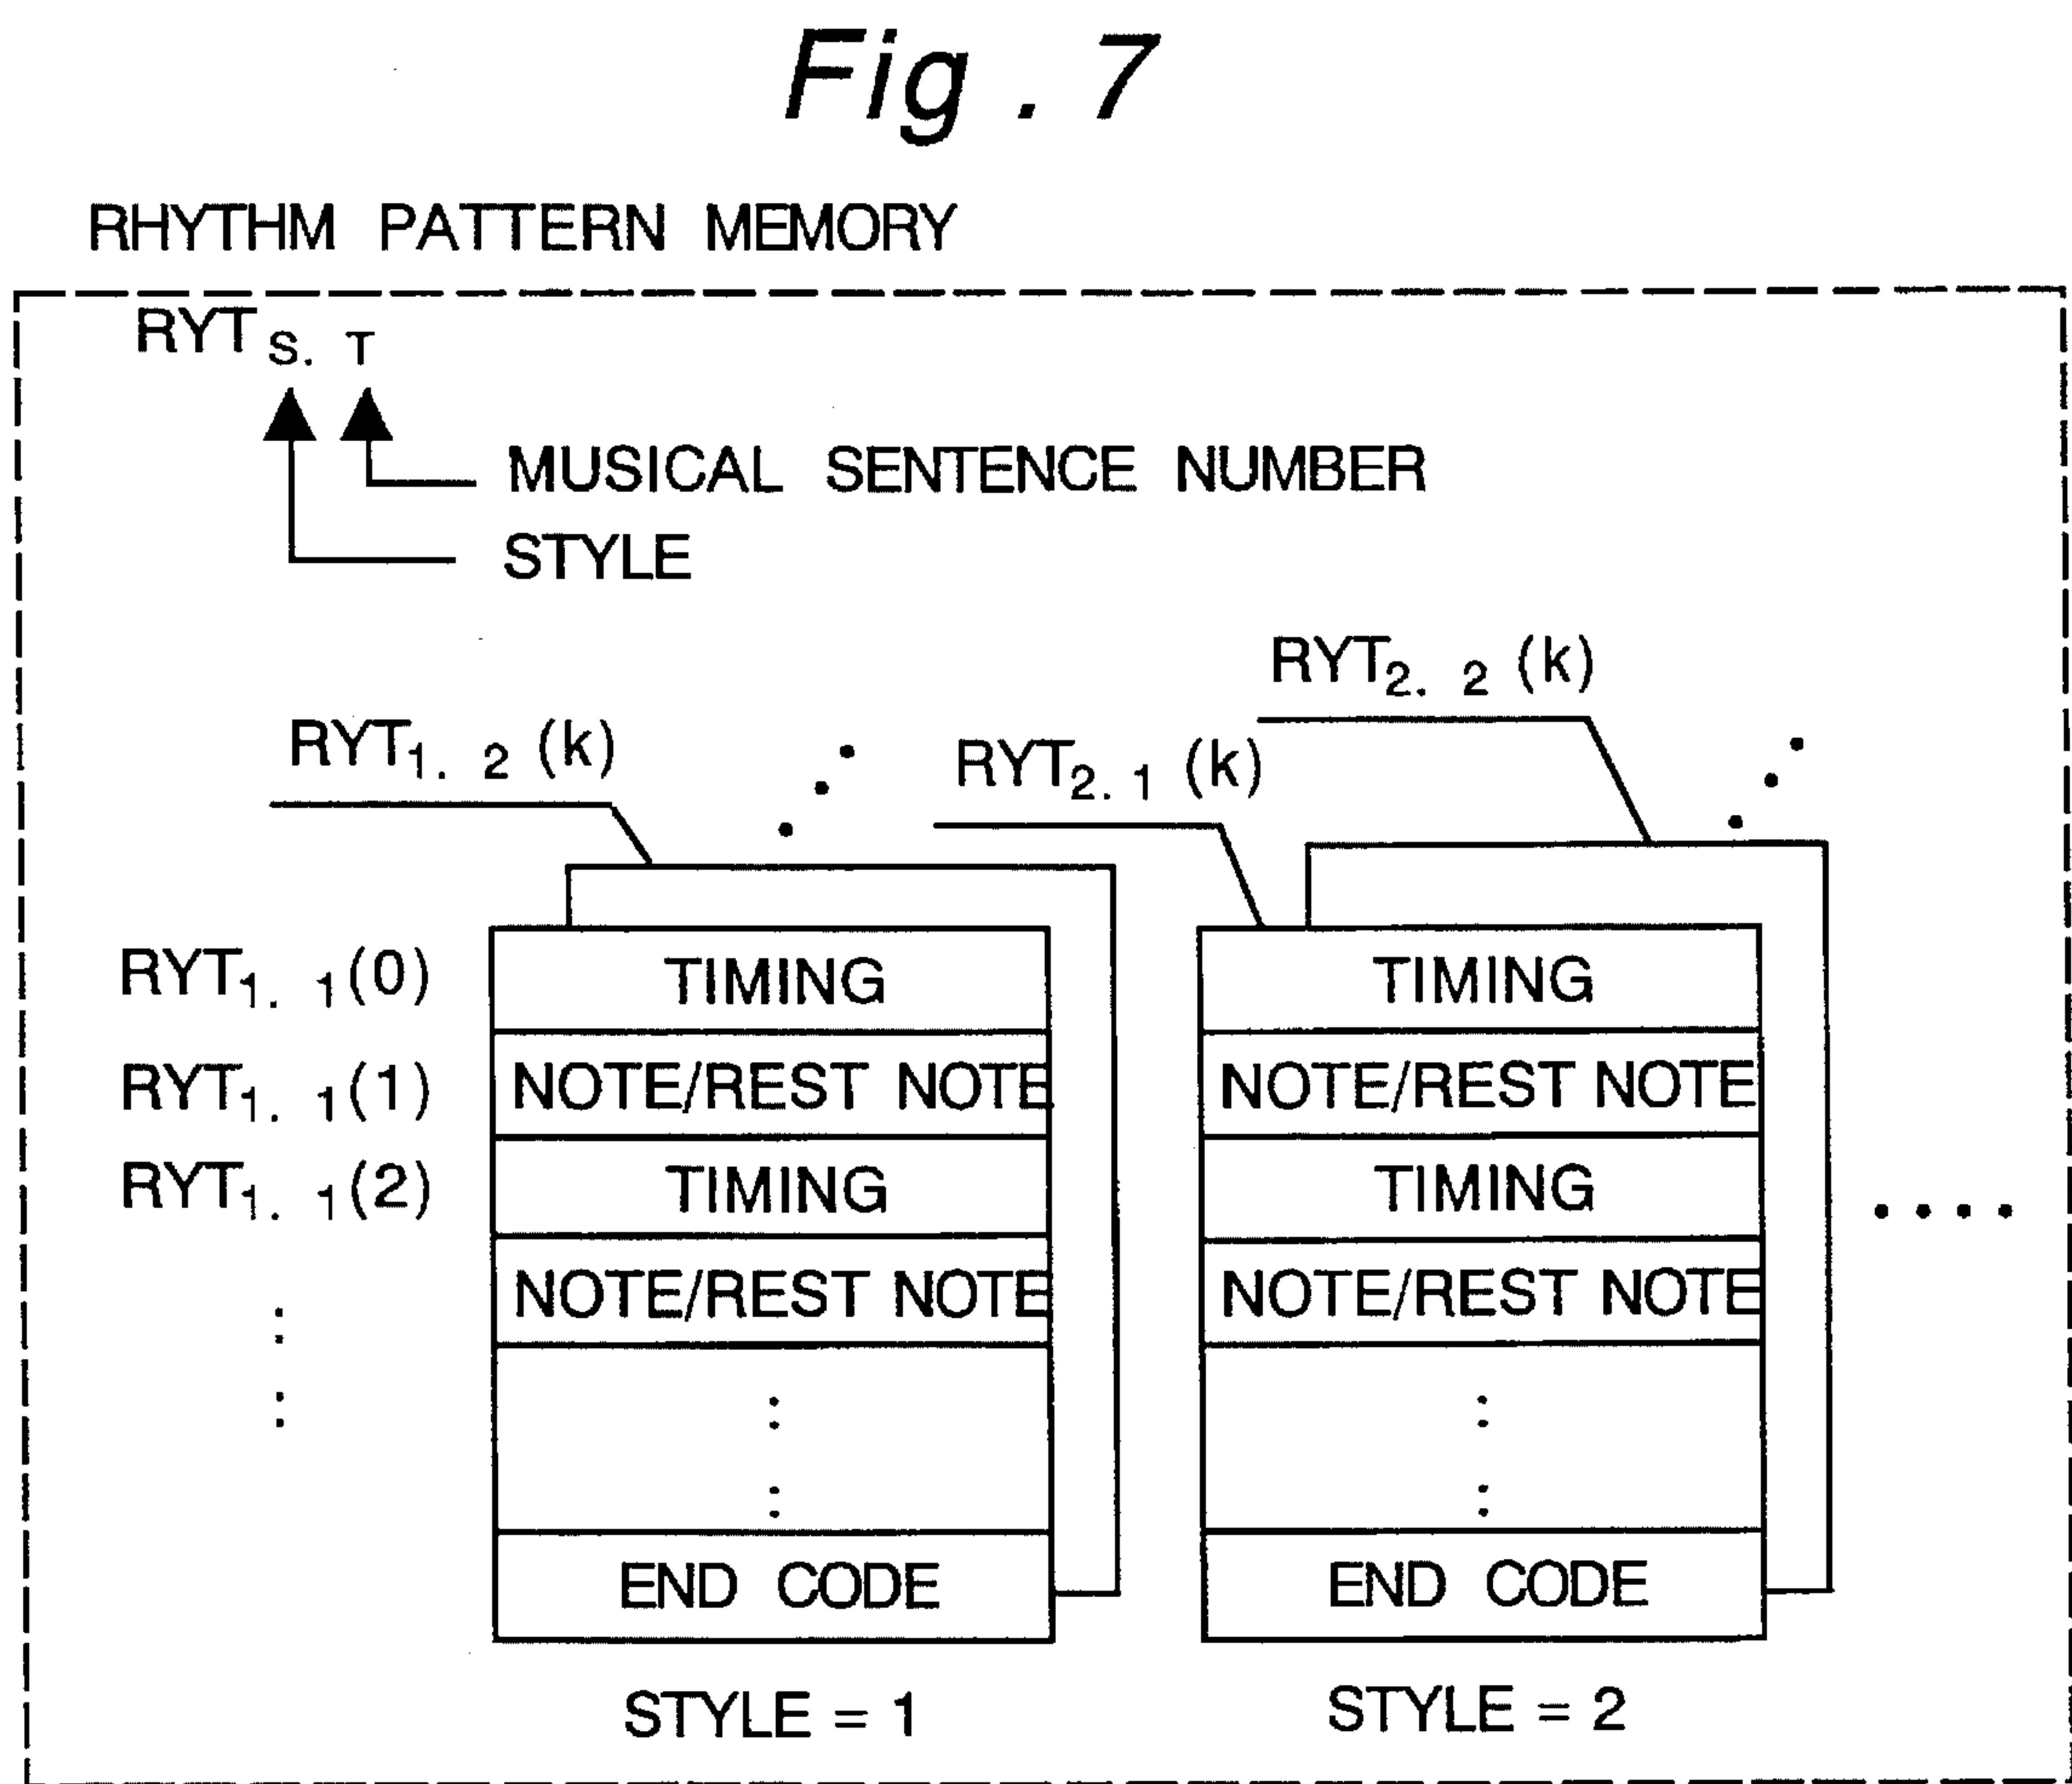 Fig. 7
RHYTHM PATTERN MEMORY
RYT S. T
MUSICAL SENTENCE NUMBER
STYLE
RYT2. 2 (k)
RYT1. 2 (k)
RYT2. 1 (k)
RYT1. 1(0) TIMING TIMING
RYT1. 1(1) NOTE/REST NOTE NOTE/REST NOTE
RYT1. 1(2) TIMING TIMING
NOTE/REST NOTE NOTE/REST NOTE
END CODE END CODE
STYLE = 1 STYLE = 2